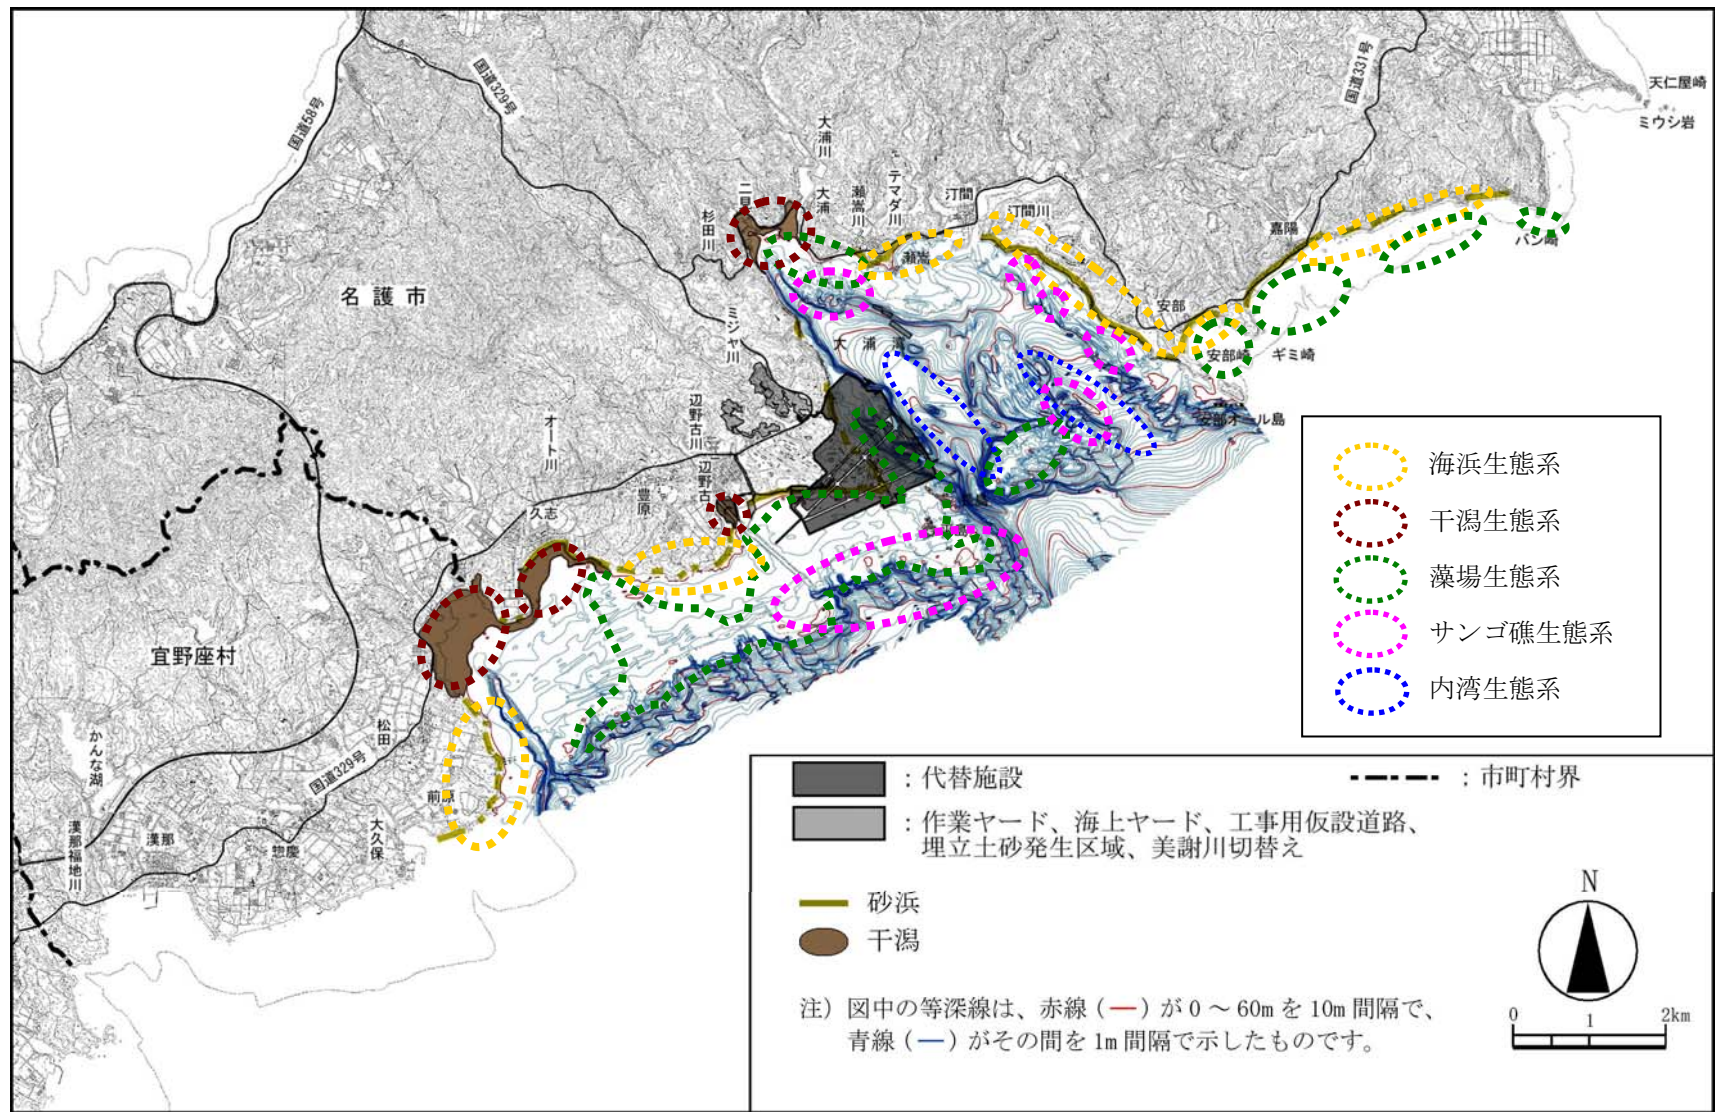 国道58号
国道329号
国道331号
天仁屋崎
ミウシ岩
バン崎
嘉陽
大浦川
二見
大浦
瀬嵩川
テマダ川
汀間
汀間川
杉田川
瀬嵩
安部
安部崎
ギミ崎
安部オール島
名護市
ミジャ川
大浦湾
辺野古川
辺野古
オート川
豊原
久志
宜野座村
松田
かんな湖
国道329号
前原
大久保
惣慶
漢那
漢那福地川
海浜生態系
干潟生態系
藻場生態系
サンゴ礁生態系
内湾生態系
：代替施設
：市町村界
：作業ヤード、海上ヤード、工事用仮設道路、
埋立土砂発生区域、美謝川切替え
砂浜
干潟
注）図中の等深線は、赤線（―）が0～60mを10m間隔で、
青線（―）がその間を1m間隔で示したものです。
N
0 1 2km